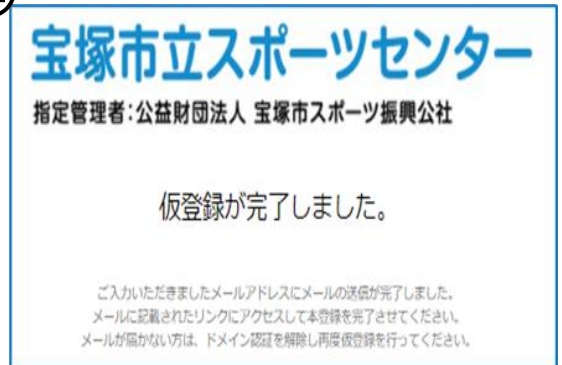 宝塚市立スポーツセンター
指定管理者:公益財団法人 宝塚市スポーツ振興公社
仮登録が完了しました。
ご入力いただきましたメールアドレスにメールの送信が完了しました。
メールに記載されたリンクにアクセスして本登録を完了させてください。
メールが届かない方は、ドメイン認証を解除し再度仮登録を行ってください。